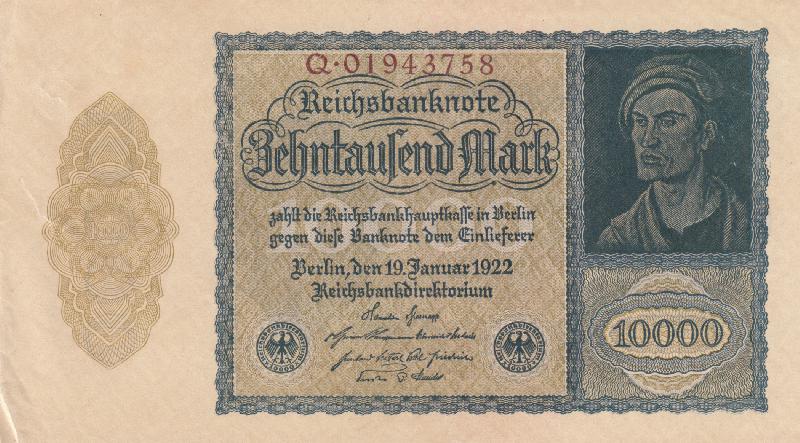 Q·01943758
Reichsbanknote
Zehntausend Mark
zahlt die Reichsbankhauptkasse in Berlin
gegen diese Banknote dem Einlieferer
Berlin, den 19. Januar 1922
Reichsbankdirektorium
10000